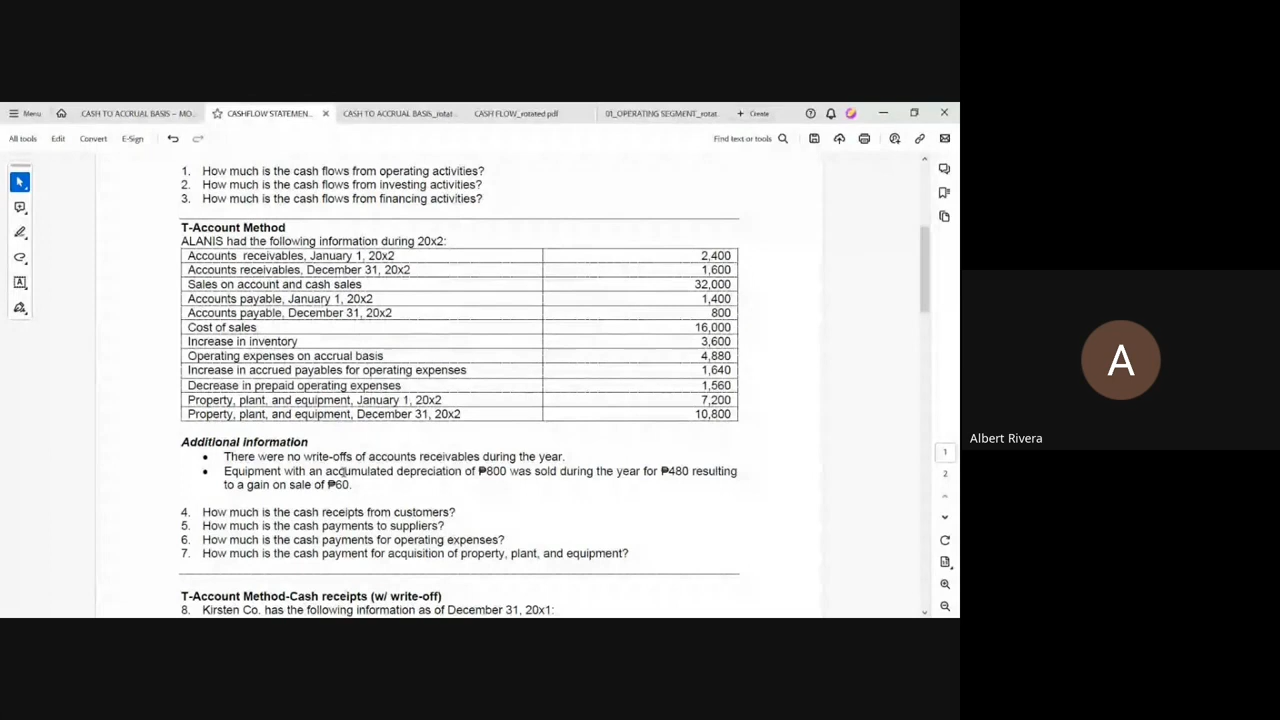 Menu CASH TO ACCRUAL BASIS – MO... CASHFLOW STATEMEN... CASH TO ACCRUAL BASIS_rotat... CASH FLOW_rotated.pdf 01_OPERATING SEGMENT_rotat... + Create
All tools Edit Convert E-Sign Find text or tools
1. How much is the cash flows from operating activities?
2. How much is the cash flows from investing activities?
3. How much is the cash flows from financing activities?
T-Account Method
ALANIS had the following information during 20x2:
Accounts receivables, January 1, 20x2 2,400
Accounts receivables, December 31, 20x2 1,600
Sales on account and cash sales 32,000
Accounts payable, January 1, 20x2 1,400
Accounts payable, December 31, 20x2 800
Cost of sales 16,000
Increase in inventory 3,600
Operating expenses on accrual basis 4,880
Increase in accrued payables for operating expenses 1,640
Decrease in prepaid operating expenses 1,560
Property, plant, and equipment, January 1, 20x2 7,200
Property, plant, and equipment, December 31, 20x2 10,800
Additional information
• There were no write-offs of accounts receivables during the year.
• Equipment with an accumulated depreciation of ₱800 was sold during the year for ₱480 resulting
to a gain on sale of ₱60.
4. How much is the cash receipts from customers?
5. How much is the cash payments to suppliers?
6. How much is the cash payments for operating expenses?
7. How much is the cash payment for acquisition of property, plant, and equipment?
T-Account Method-Cash receipts (w/ write-off)
8. Kirsten Co. has the following information as of December 31, 20x1:
1
2
A
Albert Rivera